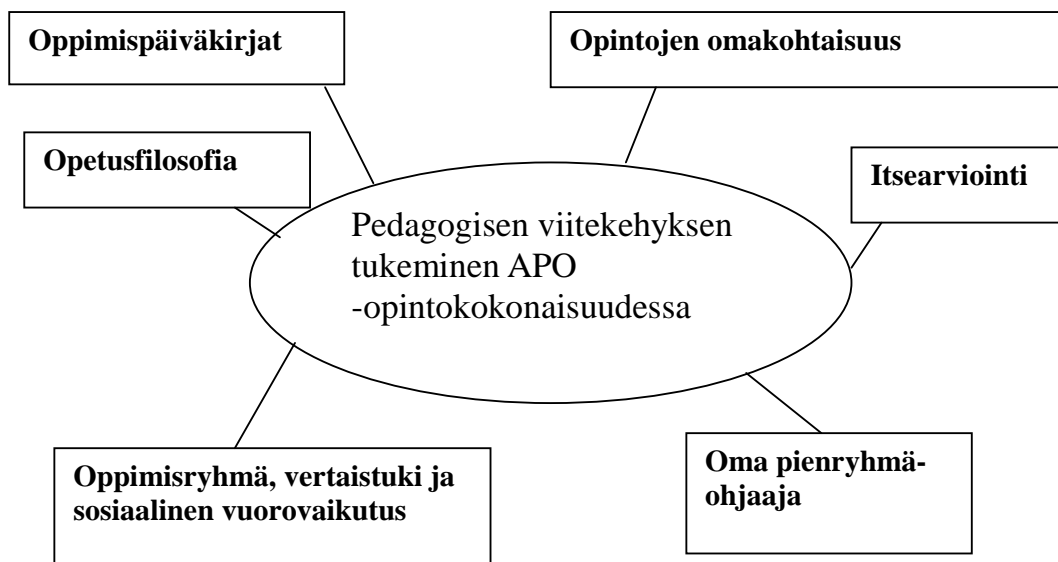 Oppimispäiväkirjat
Opintojen omakohtaisuus
Opetusfilosofia
Itsearviointi
Pedagogisen viitekehyksen
tukeminen APO
-opintokokonaisuudessa
Oppimisryhmä, vertaistuki ja
sosiaalinen vuorovaikutus
Oma pienryhmä-
ohjaaja